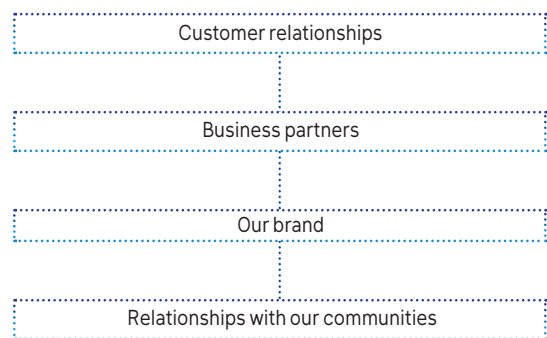 Customer relationships
Business partners
Our brand
Relationships with our communities